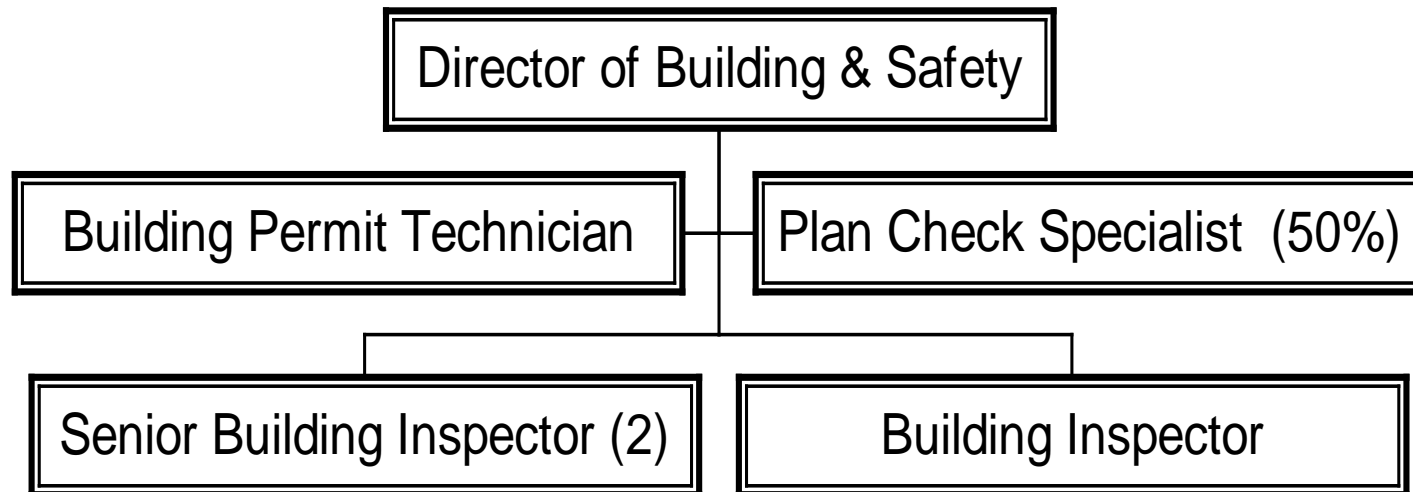 Director of Building & Safety
Building Permit Technician
Plan Check Specialist (50%)
Senior Building Inspector (2)
Building Inspector